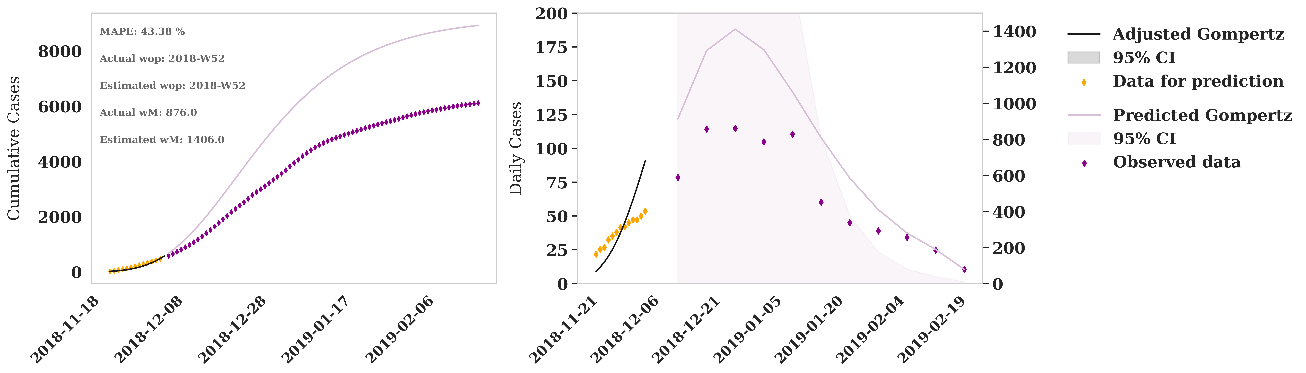 MAPE: 43.38 %
Actual wop: 2018-W52
Estimated wop: 2018-W52
Actual wM: 876.0
Estimated wM: 1406.0
Cumulative Cases
8000
6000
4000
2000
0
2018-11-18
2018-12-08
2018-12-28
2019-01-17
2019-02-06
Daily Cases
200
175
150
125
100
75
50
25
0
1400
1200
1000
800
600
400
200
0
2018-11-21
2018-12-06
2018-12-21
2019-01-05
2019-01-20
2019-02-04
2019-02-19
Adjusted Gompertz
95% CI
Data for prediction
Predicted Gompertz
95% CI
Observed data